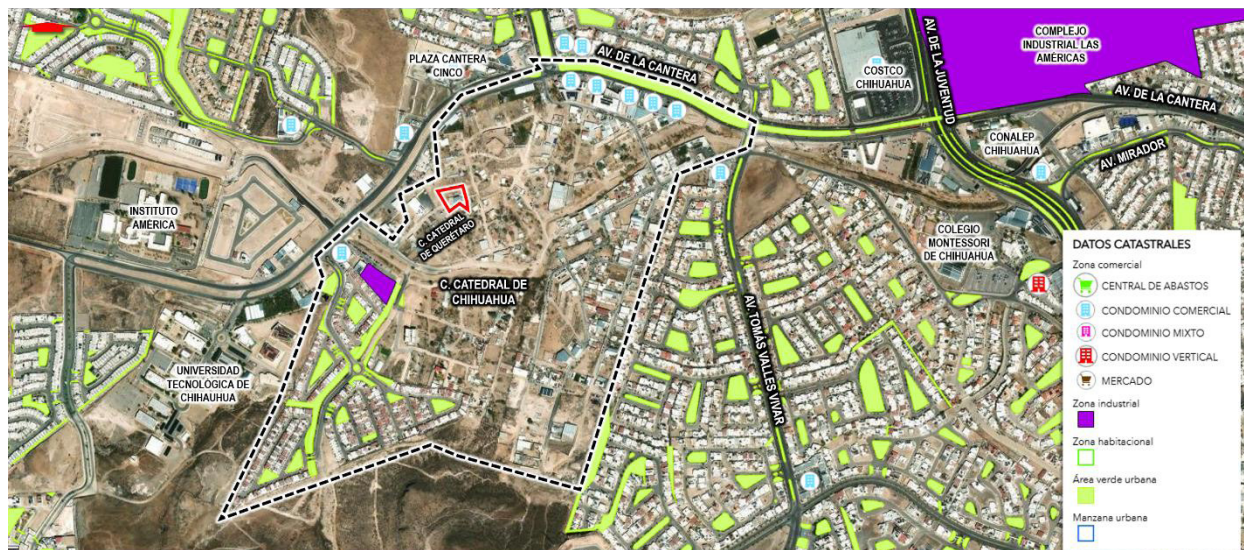 PLAZA CANTERA
CINCO
AV. DE LA CANTERA
COSTCO
CHIHUAHUA
AV. DE LA JUVENTUD
COMPLEJO
INDUSTRIAL LAS
AMÉRICAS
AV. DE LA CANTERA
CONALEP
CHIHUAHUA
AV. MIRADOR
INSTITUTO
AMÉRICA
C. CATEDRAL
DE QUERÉTARO
C. CATEDRAL DE
CHIHUAHUA
COLEGIO
MONTESSORI
DE CHIHUAHUA
AV. TOMÁS VALLES VIVAR
UNIVERSIDAD
TECNOLÓGICA DE
CHIHAUHUA
DATOS CATASTRALES
Zona comercial
CENTRAL DE ABASTOS
CONDOMINIO COMERCIAL
CONDOMINIO MIXTO
CONDOMINIO VERTICAL
MERCADO
Zona industrial
Zona habitacional
Área verde urbana
Manzana urbana